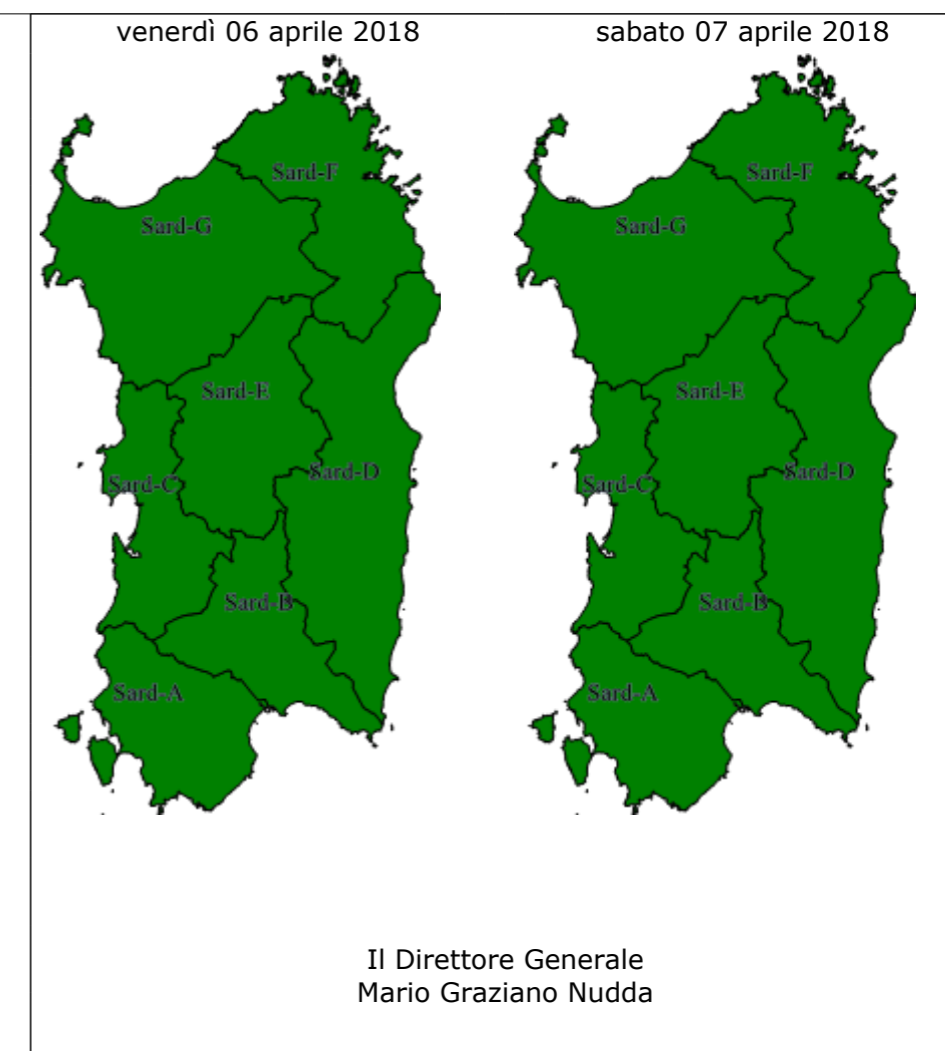 venerdì 06 aprile 2018
sabato 07 aprile 2018
Sard-F
Sard-G
Sard-E
Sard-D
Sard-C
Sard-B
Sard-A
Sard-F
Sard-G
Sard-E
Sard-D
Sard-C
Sard-B
Sard-A
Il Direttore Generale
Mario Graziano Nudda